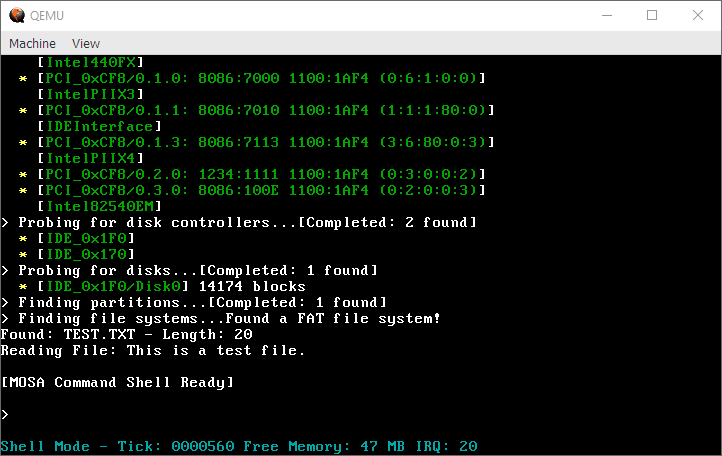 QEMU
Machine View
[Intel440FX]
* [PCI_0xCF8/0.1.0: 8086:7000 1100:1AF4 (0:6:1:0:0)]
[IntelPIIX3]
* [PCI_0xCF8/0.1.1: 8086:7010 1100:1AF4 (1:1:1:80:0)]
[IDEInterface]
* [PCI_0xCF8/0.1.3: 8086:7113 1100:1AF4 (3:6:80:0:3)]
[IntelPIIX4]
* [PCI_0xCF8/0.2.0: 1234:1111 1100:1AF4 (0:3:0:0:2)]
* [PCI_0xCF8/0.3.0: 8086:100E 1100:1AF4 (0:2:0:0:3)]
[Intel82540EM]
> Probing for disk controllers...[Completed: 2 found]
* [IDE_0x1F0]
* [IDE_0x170]
> Probing for disks...[Completed: 1 found]
* [IDE_0x1F0/Disk0] 14174 blocks
> Finding partitions...[Completed: 1 found]
> Finding file systems...Found a FAT file system!
Found: TEST.TXT - Length: 20
Reading File: This is a test file.
[MOSA Command Shell Ready]
>
Shell Mode - Tick: 0000560 Free Memory: 47 MB IRQ: 20